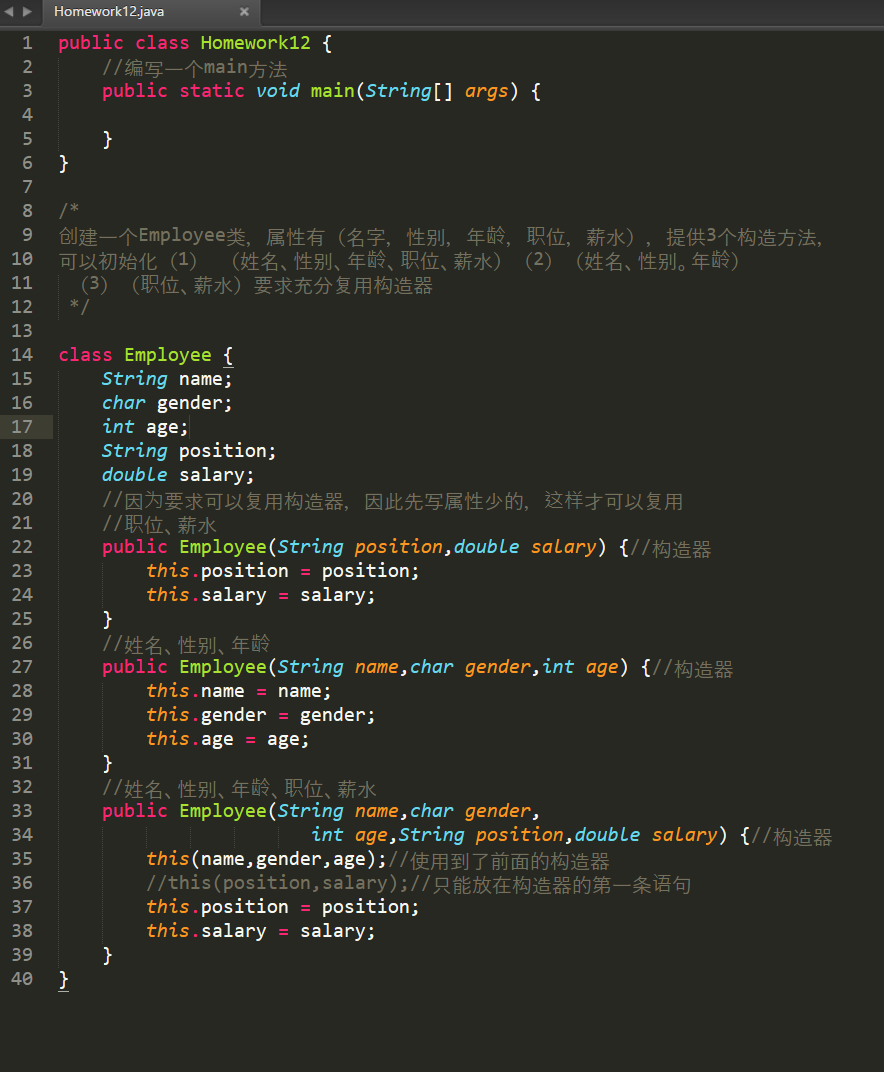 Homework12.java
1 public class Homework12 {
2     //编写一个main方法
3     public static void main(String[] args) {
4
5     }
6 }
7
8 /*
9 创建一个Employee类, 属性有（名字, 性别, 年龄, 职位, 薪水）, 提供3个构造方法,
10 可以初始化（1） （姓名、性别、年龄、职位、薪水）（2）（姓名、性别。年龄）
11 （3）（职位、薪水）要求充分复用构造器
12  */
13
14 class Employee {
15     String name;
16     char gender;
17     int age;
18     String position;
19     double salary;
20     //因为要求可以复用构造器, 因此先写属性少的, 这样才可以复用
21     //职位、薪水
22     public Employee(String position,double salary) {//构造器
23         this.position = position;
24         this.salary = salary;
25     }
26     //姓名、性别、年龄
27     public Employee(String name,char gender,int age) {//构造器
28         this.name = name;
29         this.gender = gender;
30         this.age = age;
31     }
32     //姓名、性别、年龄、职位、薪水
33     public Employee(String name,char gender,
34                        int age,String position,double salary) {//构造器
35         this(name,gender,age);//使用到了前面的构造器
36         //this(position,salary);//只能放在构造器的第一条语句
37         this.position = position;
38         this.salary = salary;
39     }
40 }